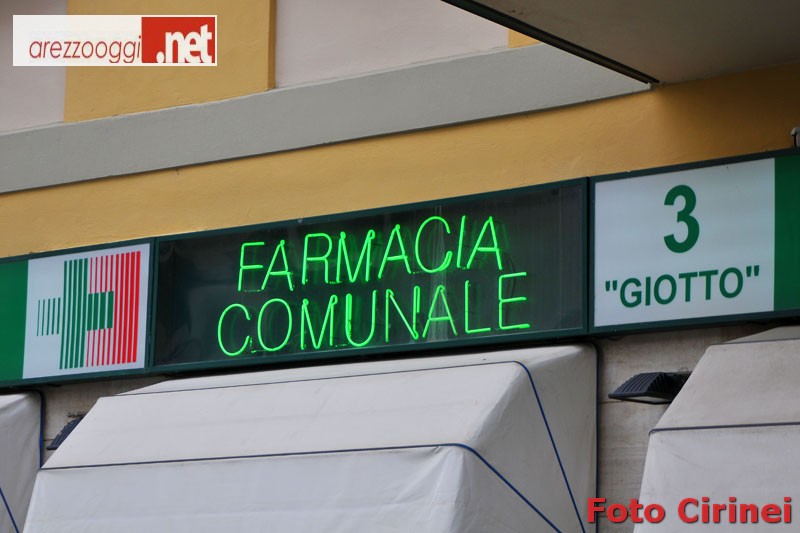 arezzooggi.net
FARMACIA
COMUNALE
3
"GIOTTO"
Foto Cirinei